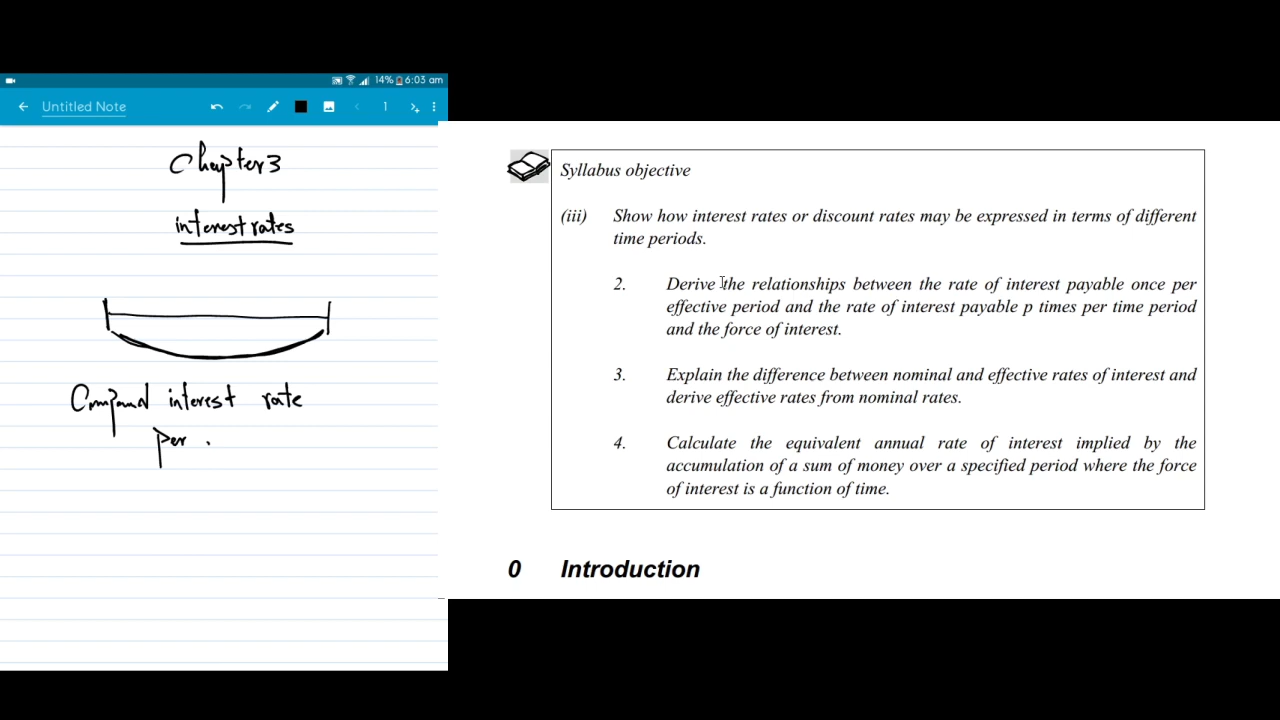 14% 6:03 am
Untitled Note
1
Chapter 3
interest rates
Compound interest rate
per .
Syllabus objective
(iii) Show how interest rates or discount rates may be expressed in terms of different
time periods.
2. Derive the relationships between the rate of interest payable once per
effective period and the rate of interest payable p times per time period
and the force of interest.
3. Explain the difference between nominal and effective rates of interest and
derive effective rates from nominal rates.
4. Calculate the equivalent annual rate of interest implied by the
accumulation of a sum of money over a specified period where the force
of interest is a function of time.
0 Introduction